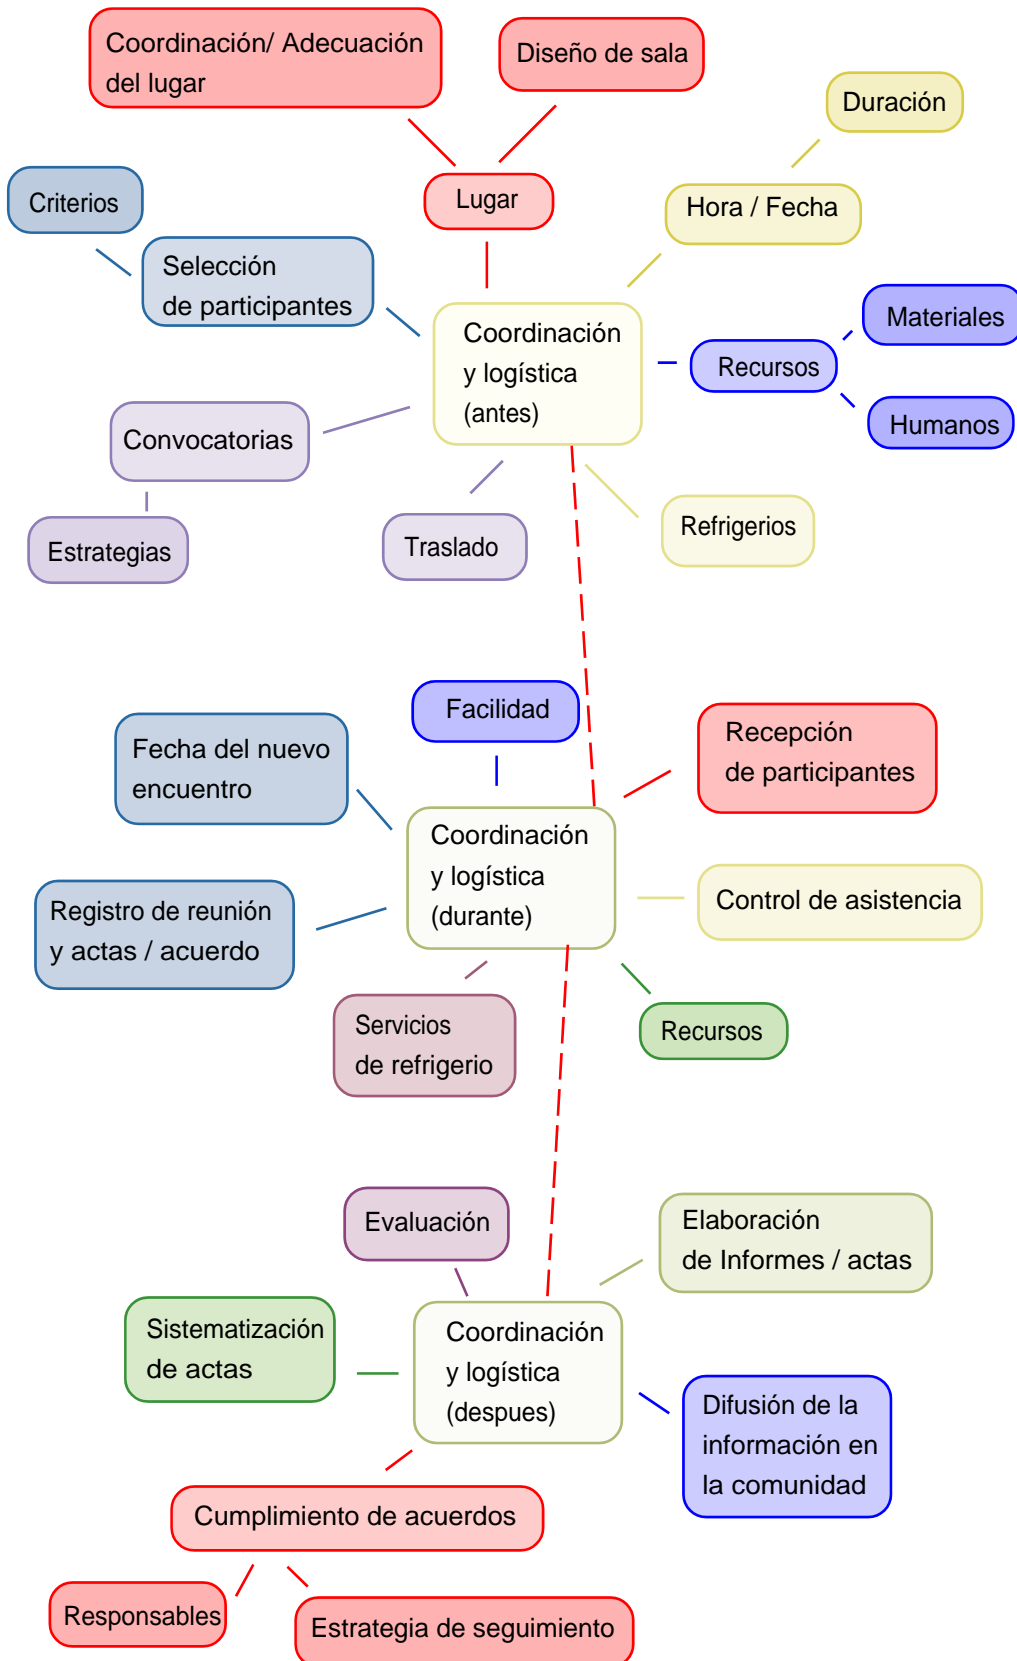 Coordinación/ Adecuación
del lugar
Diseño de sala
Duración
Criterios
Lugar
Hora / Fecha
Selección
de participantes
Coordinación
y logística
(antes)
Materiales
Recursos
Humanos
Convocatorias
Estrategias
Traslado
Refrigerios
Facilidad
Fecha del nuevo
encuentro
Recepción
de participantes
Coordinación
y logística
(durante)
Registro de reunión
y actas / acuerdo
Control de asistencia
Servicios
de refrigerio
Recursos
Evaluación
Elaboración
de Informes / actas
Sistematización
de actas
Coordinación
y logística
(despues)
Difusión de la
información en
la comunidad
Cumplimiento de acuerdos
Responsables
Estrategia de seguimiento